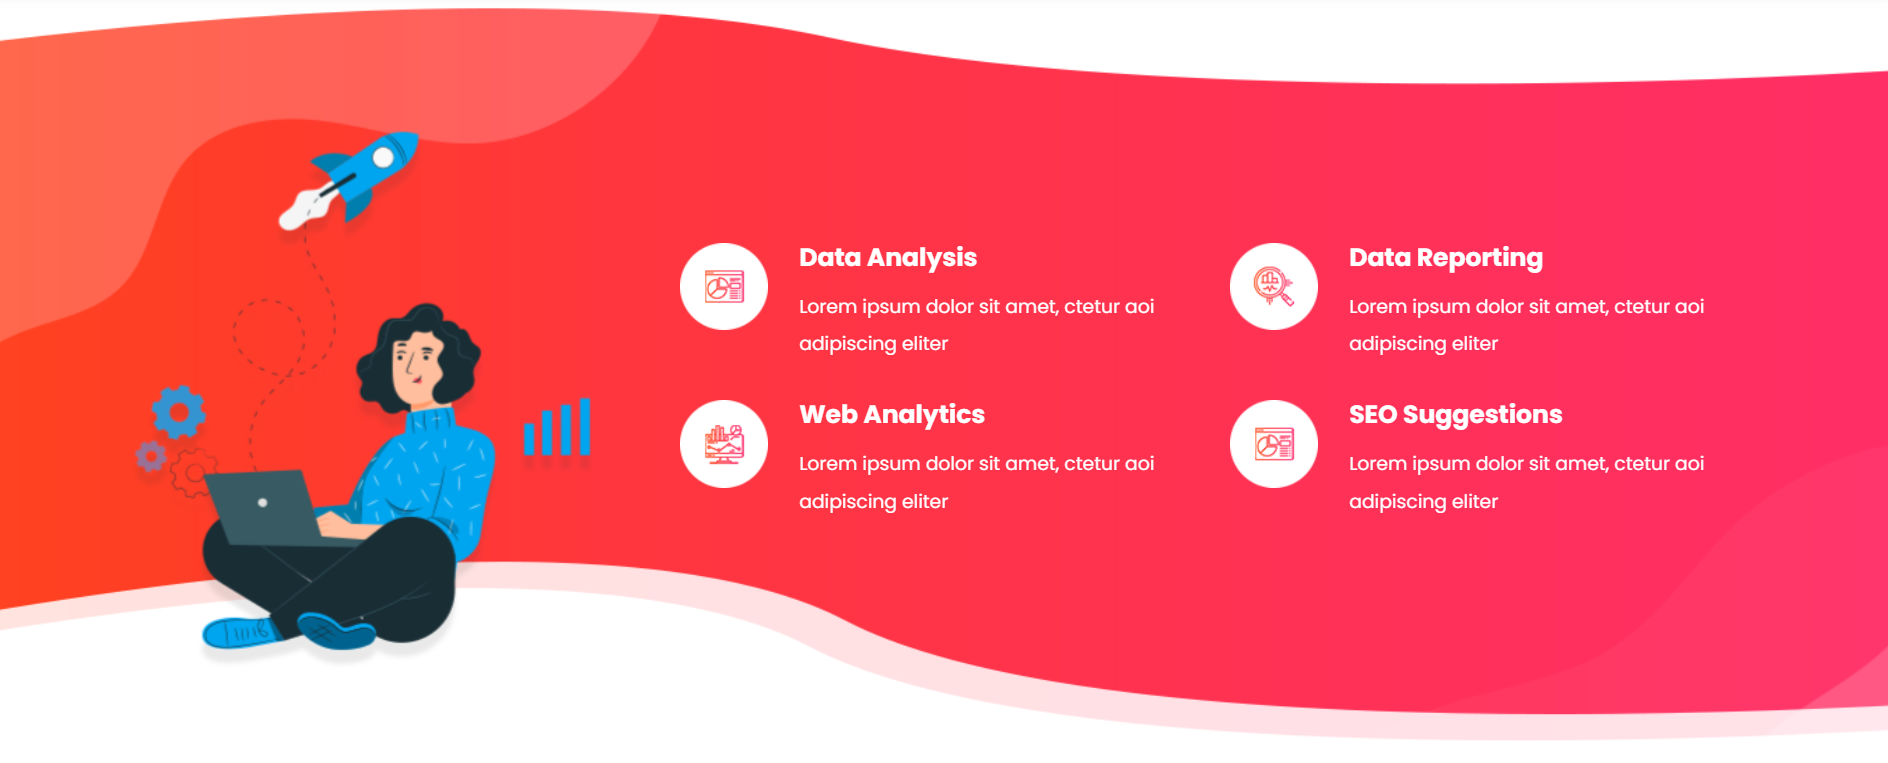 Data Analysis
Lorem ipsum dolor sit amet, ctetur aoi
adipiscing eliter
Data Reporting
Lorem ipsum dolor sit amet, ctetur aoi
adipiscing eliter
Web Analytics
Lorem ipsum dolor sit amet, ctetur aoi
adipiscing eliter
SEO Suggestions
Lorem ipsum dolor sit amet, ctetur aoi
adipiscing eliter